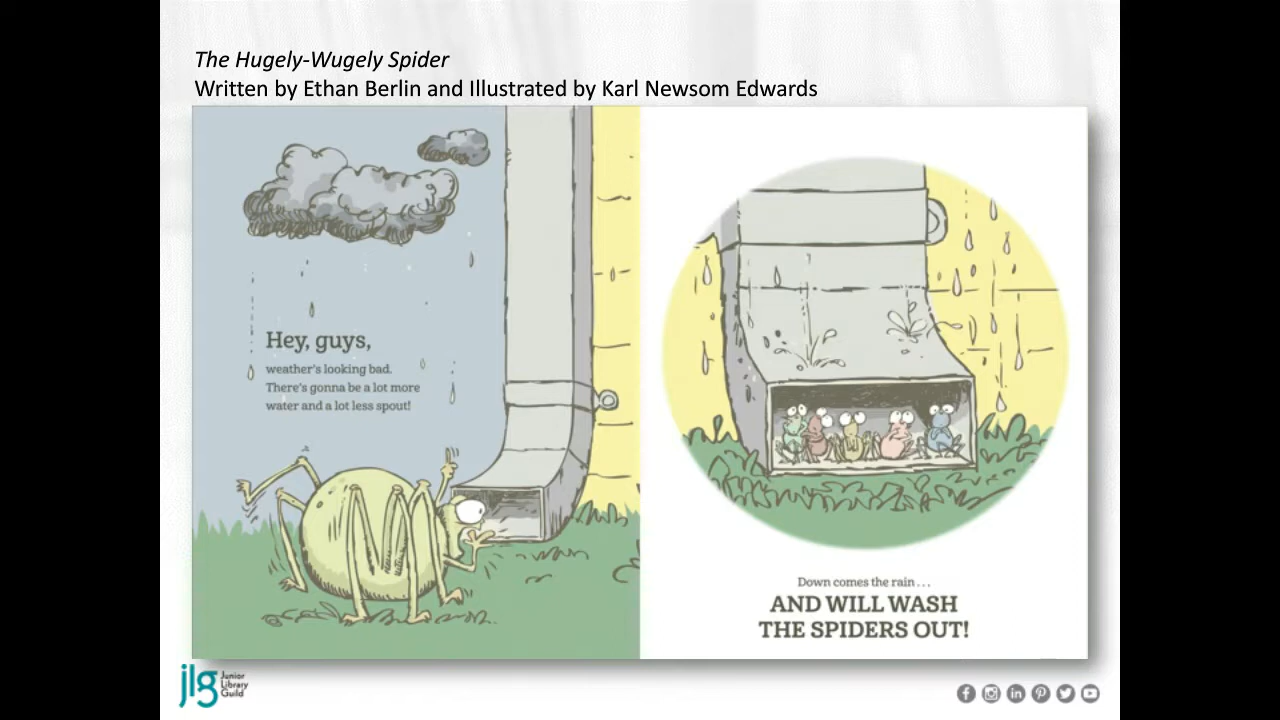 The Hugely-Wugely Spider
Written by Ethan Berlin and Illustrated by Karl Newsom Edwards
Hey, guys,
weather's looking bad.
There's gonna be a lot more
water and a lot less spout!
Down comes the rain . . .
AND WILL WASH
THE SPIDERS OUT!
jlg
Junior
Library
Guild